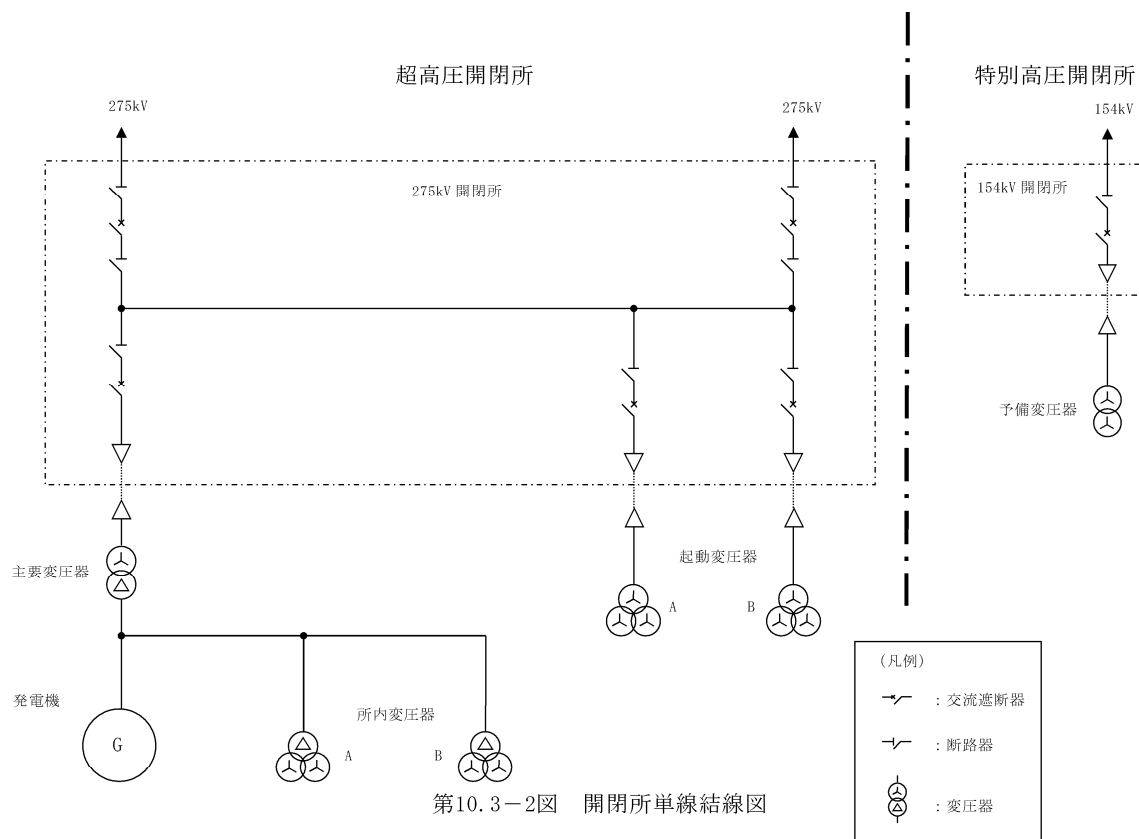 超高圧開閉所
特別高圧開閉所
275kV
275kV
154kV
275kV 開閉所
154kV 開閉所
予備変圧器
主要変圧器
起動変圧器
A
B
発電機
G
所内変圧器
A
B
(凡例)
：交流遮断器
：断路器
：変圧器
第10.3－2図　開閉所単線結線図